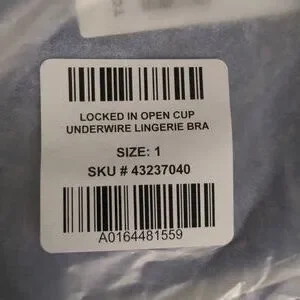 LOCKED IN OPEN CUP
UNDERWIRE LINGERIE BRA
SIZE: 1
SKU # 43237040
A0164481559